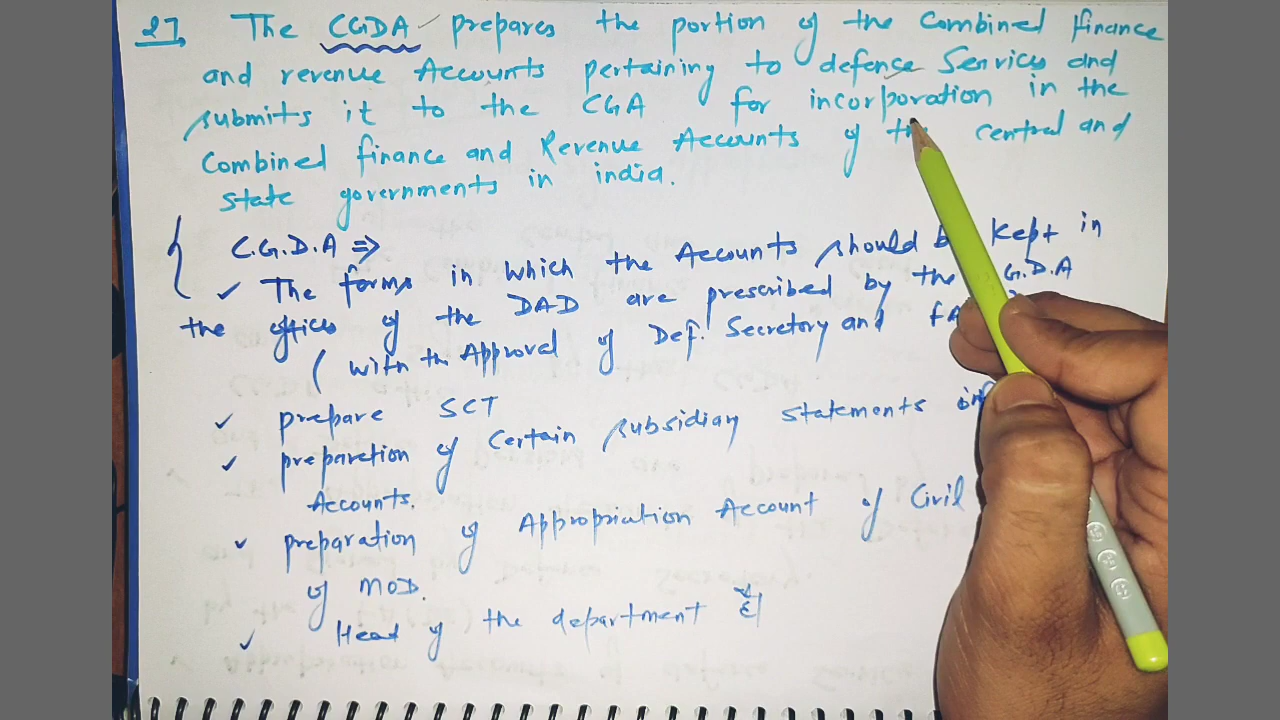 27. The CGDA prepares the portion of the Combined finance
and revenue Accounts pertaining to defense Services and
submits it to the CGA for incorporation in the
Combined finance and Revenue Accounts of the central and
state governments in india.
C.G.D.A ⇒
✓ The forms in which the Accounts should be kept in
the offices of the DAD are prescribed by the G.D.A
(with the Approval of Def. Secretory and FA
✓ prepare SCT
✓ preparetion of Certain subsidiary statements in
Accounts.
✓ preparation of Appropriation Account of Civil
of MOD.
✓ Head of the department है|